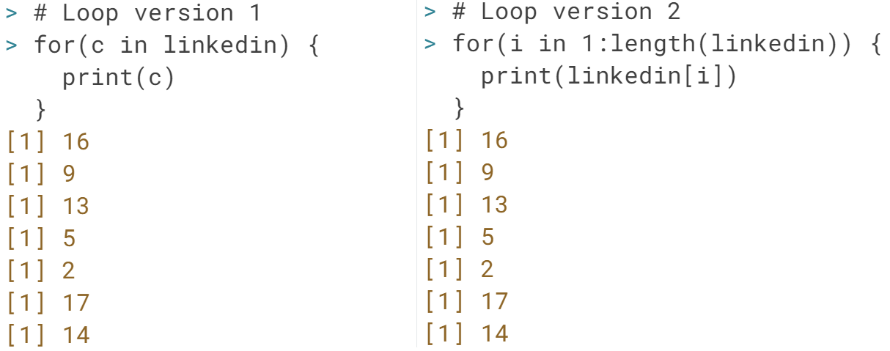 > # Loop version 1
> for(c in linkedin) {
    print(c)
  }
[1] 16
[1] 9
[1] 13
[1] 5
[1] 2
[1] 17
[1] 14
> # Loop version 2
> for(i in 1:length(linkedin)) {
    print(linkedin[i])
  }
[1] 16
[1] 9
[1] 13
[1] 5
[1] 2
[1] 17
[1] 14